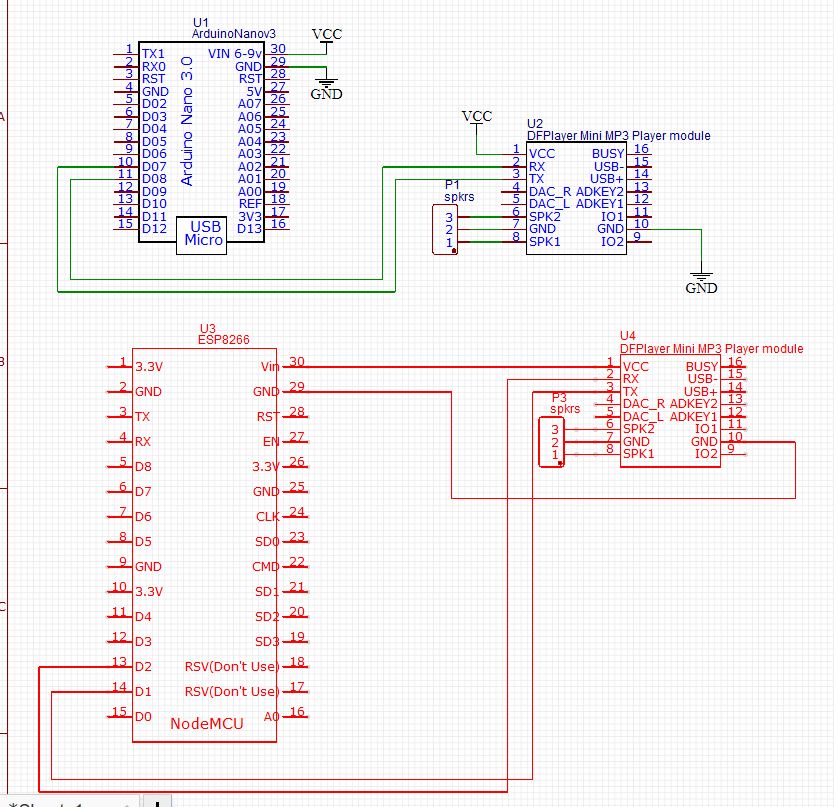 U1
ArduinoNanov3
1 TX1 VIN 6-9v 30
2 RX0 GND 29
3 RST RST 28
4 GND 5V 27
5 D02 A07 26
6 D03 A06 25
7 D04 A05 24
8 D05 A04 23
9 D06 A03 22
10 D07 A02 21
11 D08 A01 20
12 D09 A00 19
13 D10 REF 18
14 D11 3V3 17
15 D12 D13 16
Arduino Nano 3.0
USB
Micro
VCC
GND
VCC
U2
DFPlayer Mini MP3 Player module
1 VCC BUSY 16
2 RX USB- 15
3 TX USB+ 14
4 DAC_R ADKEY2 13
5 DAC_L ADKEY1 12
6 SPK2 IO1 11
7 GND GND 10
8 SPK1 IO2 9
P1
spkrs
3
2
1
GND
A
B
C
U3
ESP8266
1 3.3V Vin 30
2 GND GND 29
3 TX RST 28
4 RX EN 27
5 D8 3.3V 26
6 D7 GND 25
7 D6 CLK 24
8 D5 SD0 23
9 GND CMD 22
10 3.3V SD1 21
11 D4 SD2 20
12 D3 SD3 19
13 D2 RSV(Don't Use) 18
14 D1 RSV(Don't Use) 17
15 D0 A0 16
NodeMCU
U4
DFPlayer Mini MP3 Player module
1 VCC BUSY 16
2 RX USB- 15
3 TX USB+ 14
4 DAC_R ADKEY2 13
5 DAC_L ADKEY1 12
6 SPK2 IO1 11
7 GND GND 10
8 SPK1 IO2 9
P3
spkrs
3
2
1